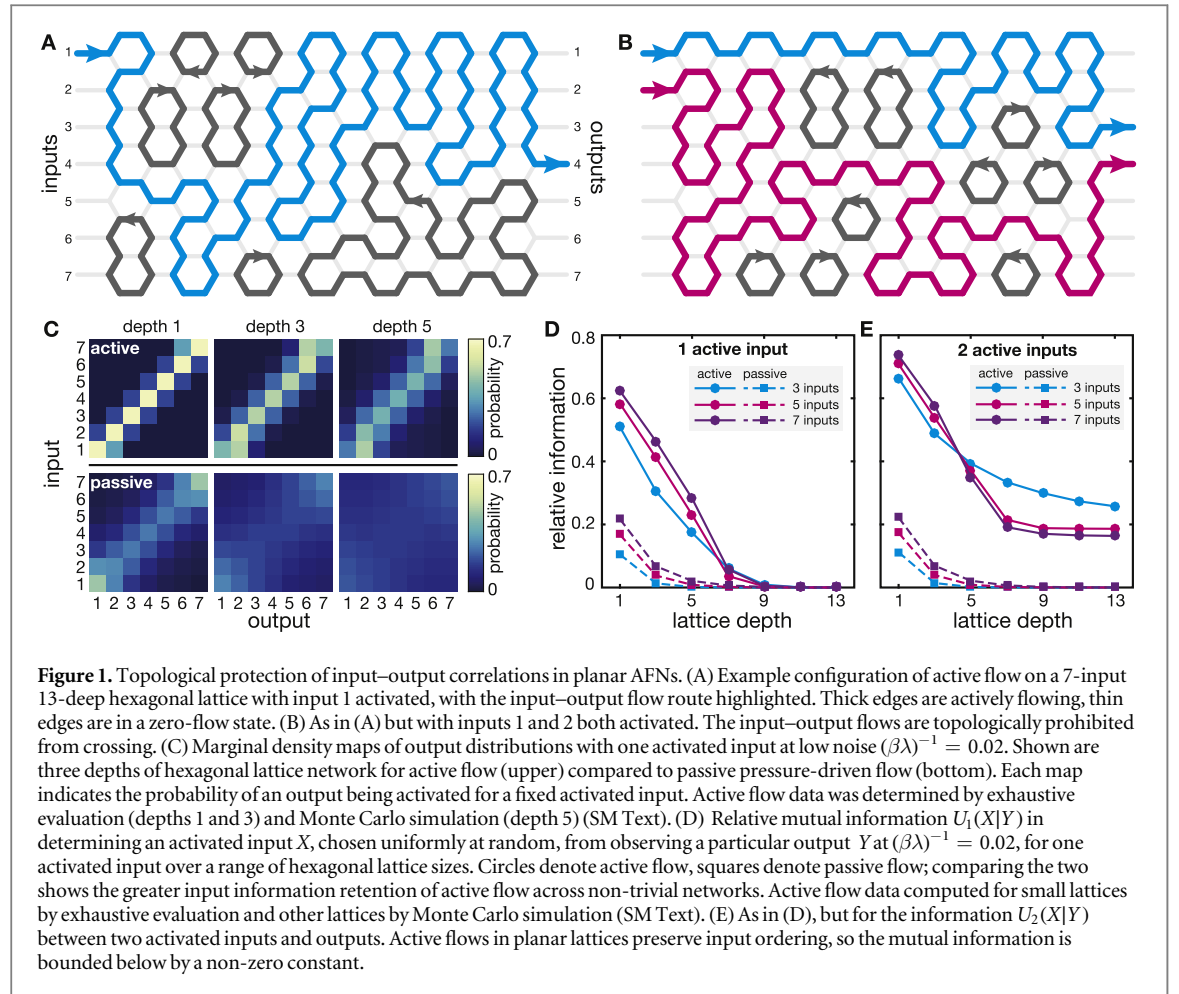 A
B
1
2
3
4
5
6
7
inputs
1
2
3
4
5
6
7
outputs
C
depth 1
depth 3
depth 5
active
7
6
5
4
3
2
1
0.7
probability
0
input
passive
7
6
5
4
3
2
1
0.7
probability
0
1 2 3 4 5 6 7
1 2 3 4 5 6 7
1 2 3 4 5 6 7
output
D
0.8
0.6
0.4
0.2
0
relative information
1 active input
active passive
3 inputs
5 inputs
7 inputs
1 5 9 13
lattice depth
E
2 active inputs
active passive
3 inputs
5 inputs
7 inputs
1 5 9 13
lattice depth
Figure 1. Topological protection of input–output correlations in planar AFNs. (A) Example configuration of active flow on a 7-input
13-deep hexagonal lattice with input 1 activated, with the input–output flow route highlighted. Thick edges are actively flowing, thin
edges are in a zero-flow state. (B) As in (A) but with inputs 1 and 2 both activated. The input–output flows are topologically prohibited
from crossing. (C) Marginal density maps of output distributions with one activated input at low noise (βλ)⁻¹ = 0.02. Shown are
three depths of hexagonal lattice network for active flow (upper) compared to passive pressure-driven flow (bottom). Each map
indicates the probability of an output being activated for a fixed activated input. Active flow data was determined by exhaustive
evaluation (depths 1 and 3) and Monte Carlo simulation (depth 5) (SM Text). (D) Relative mutual information U₁(X|Y) in
determining an activated input X, chosen uniformly at random, from observing a particular output Y at (βλ)⁻¹ = 0.02, for one
activated input over a range of hexagonal lattice sizes. Circles denote active flow, squares denote passive flow; comparing the two
shows the greater input information retention of active flow across non-trivial networks. Active flow data computed for small lattices
by exhaustive evaluation and other lattices by Monte Carlo simulation (SM Text). (E) As in (D), but for the information U₂(X|Y)
between two activated inputs and outputs. Active flows in planar lattices preserve input ordering, so the mutual information is
bounded below by a non-zero constant.